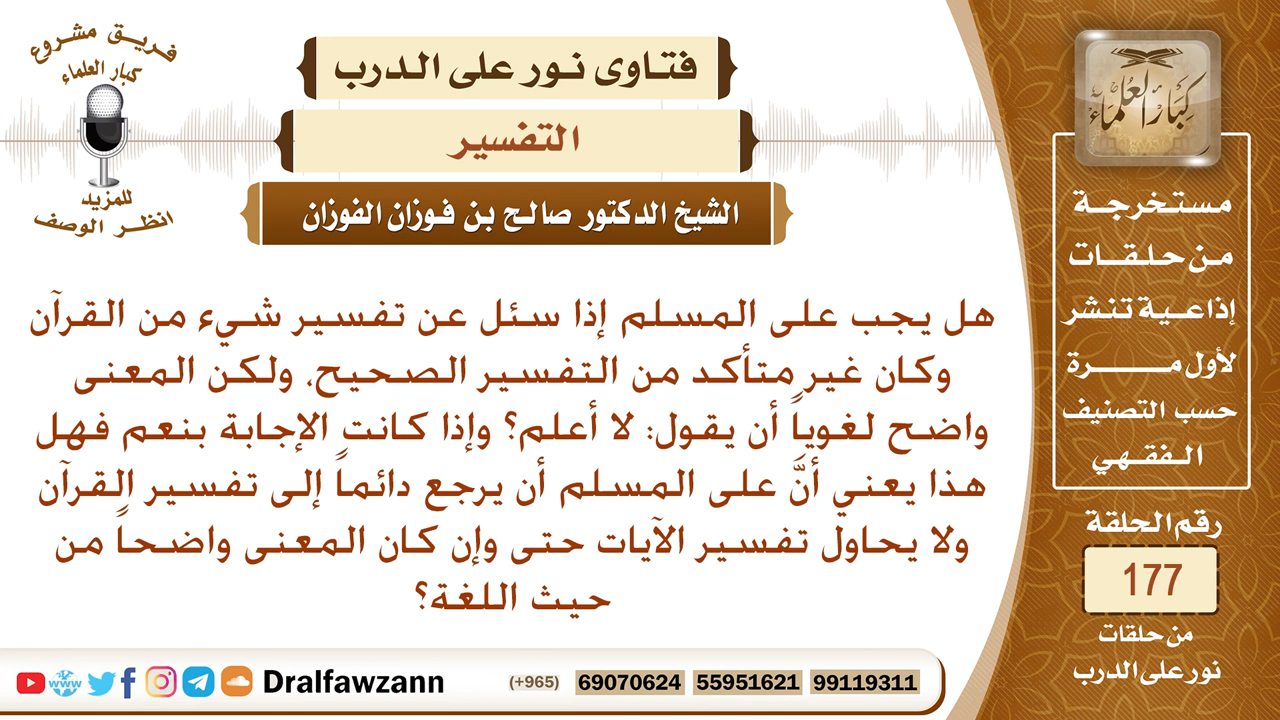 فريق مشروع
كبار العلماء
للمزيد
انظر الوصف
فتاوى نور على الدرب
التفسير
الشيخ الدكتور صالح بن فوزان الفوزان
هل يجب على المسلم إذا سئل عن تفسير شيء من القرآن
وكان غير متأكد من التفسير الصحيح، ولكن المعنى
واضح لغوياً أن يقول: لا أعلم؟ وإذا كانت الإجابة بنعم فهل
هذا يعني أنَّ على المسلم أن يرجع دائماً إلى تفسير القرآن
ولا يحاول تفسير الآيات حتى وإن كان المعنى واضحاً من
حيث اللغة؟
كبار العلماء
مستخرجة
من حلقات
إذاعية تنشر
لأول مرة
حسب التصنيف
الفقهي
رقم الحلقة
177
من حلقات
نور على الدرب
www
Dralfawzann (+965) 69070624 55951621 99119311